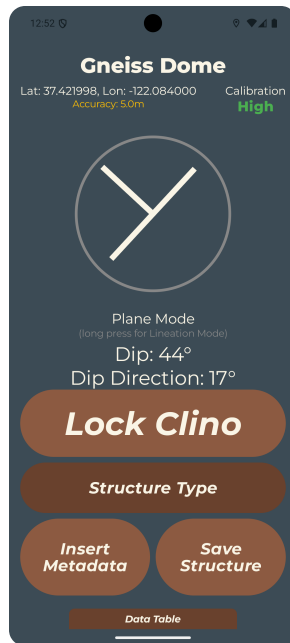 12:52
Gneiss Dome
Lat: 37.421998, Lon: -122.084000
Accuracy: 5.0m
Calibration
High
Plane Mode
(long press for Lineation Mode)
Dip: 44°
Dip Direction: 17°
Lock Clino
Structure Type
Insert
Metadata
Save
Structure
Data Table